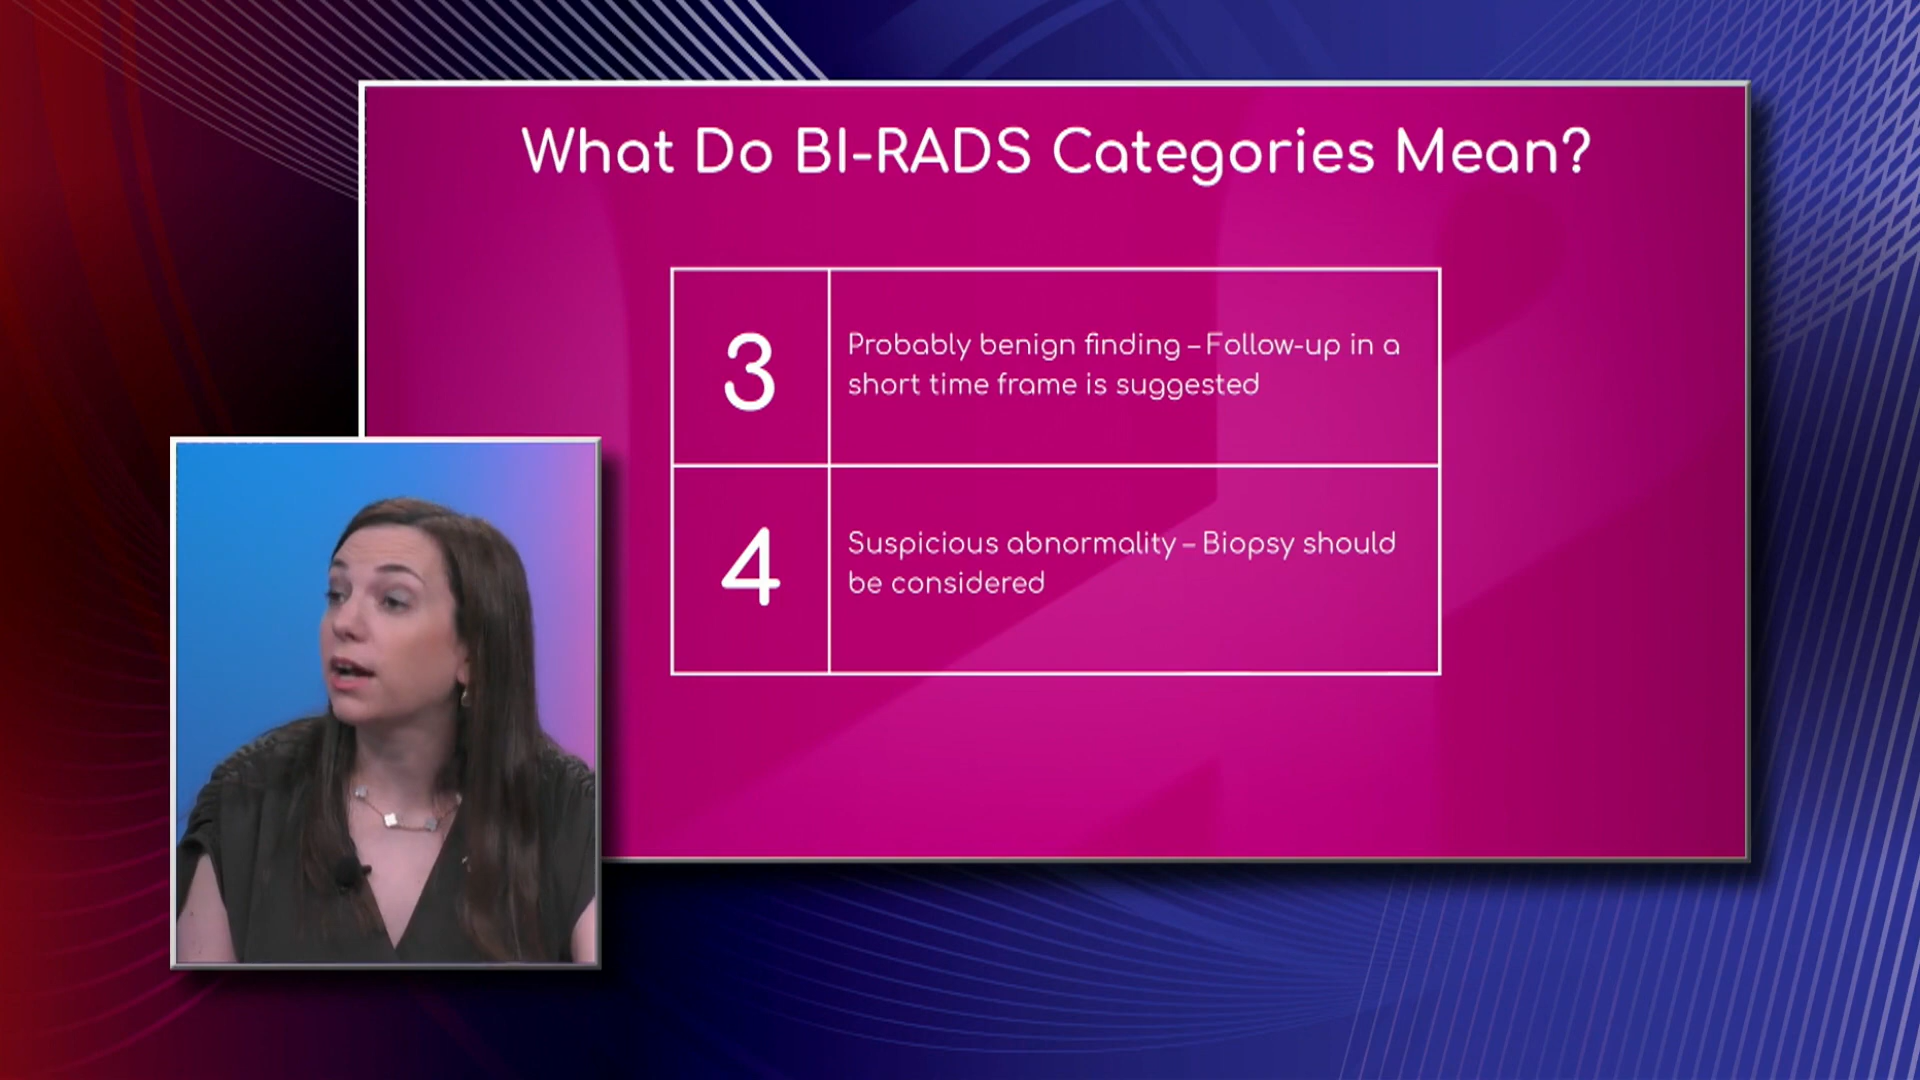 What Do BI-RADS Categories Mean?
3
Probably benign finding – Follow-up in a
short time frame is suggested
4
Suspicious abnormality – Biopsy should
be considered